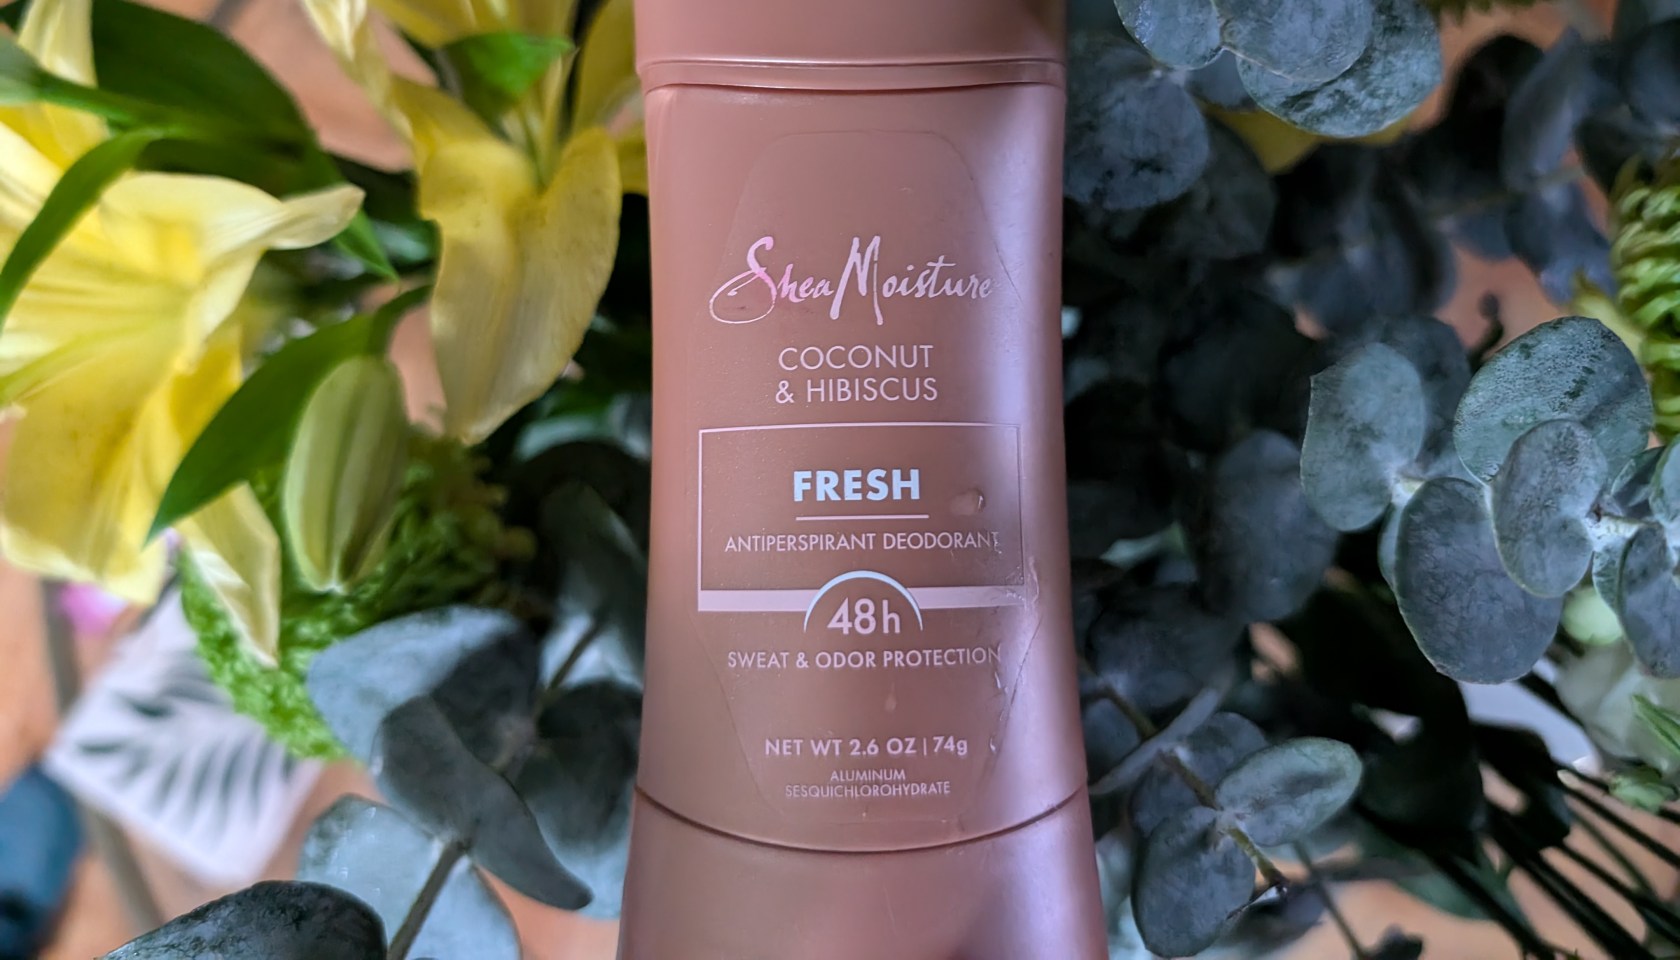 SheaMoisture
COCONUT
& HIBISCUS
FRESH
ANTIPERSPIRANT DEODORANT
48h
SWEAT & ODOR PROTECTION
NET WT 2.6 OZ | 74g
ALUMINUM
SESQUICHLOROHYDRATE